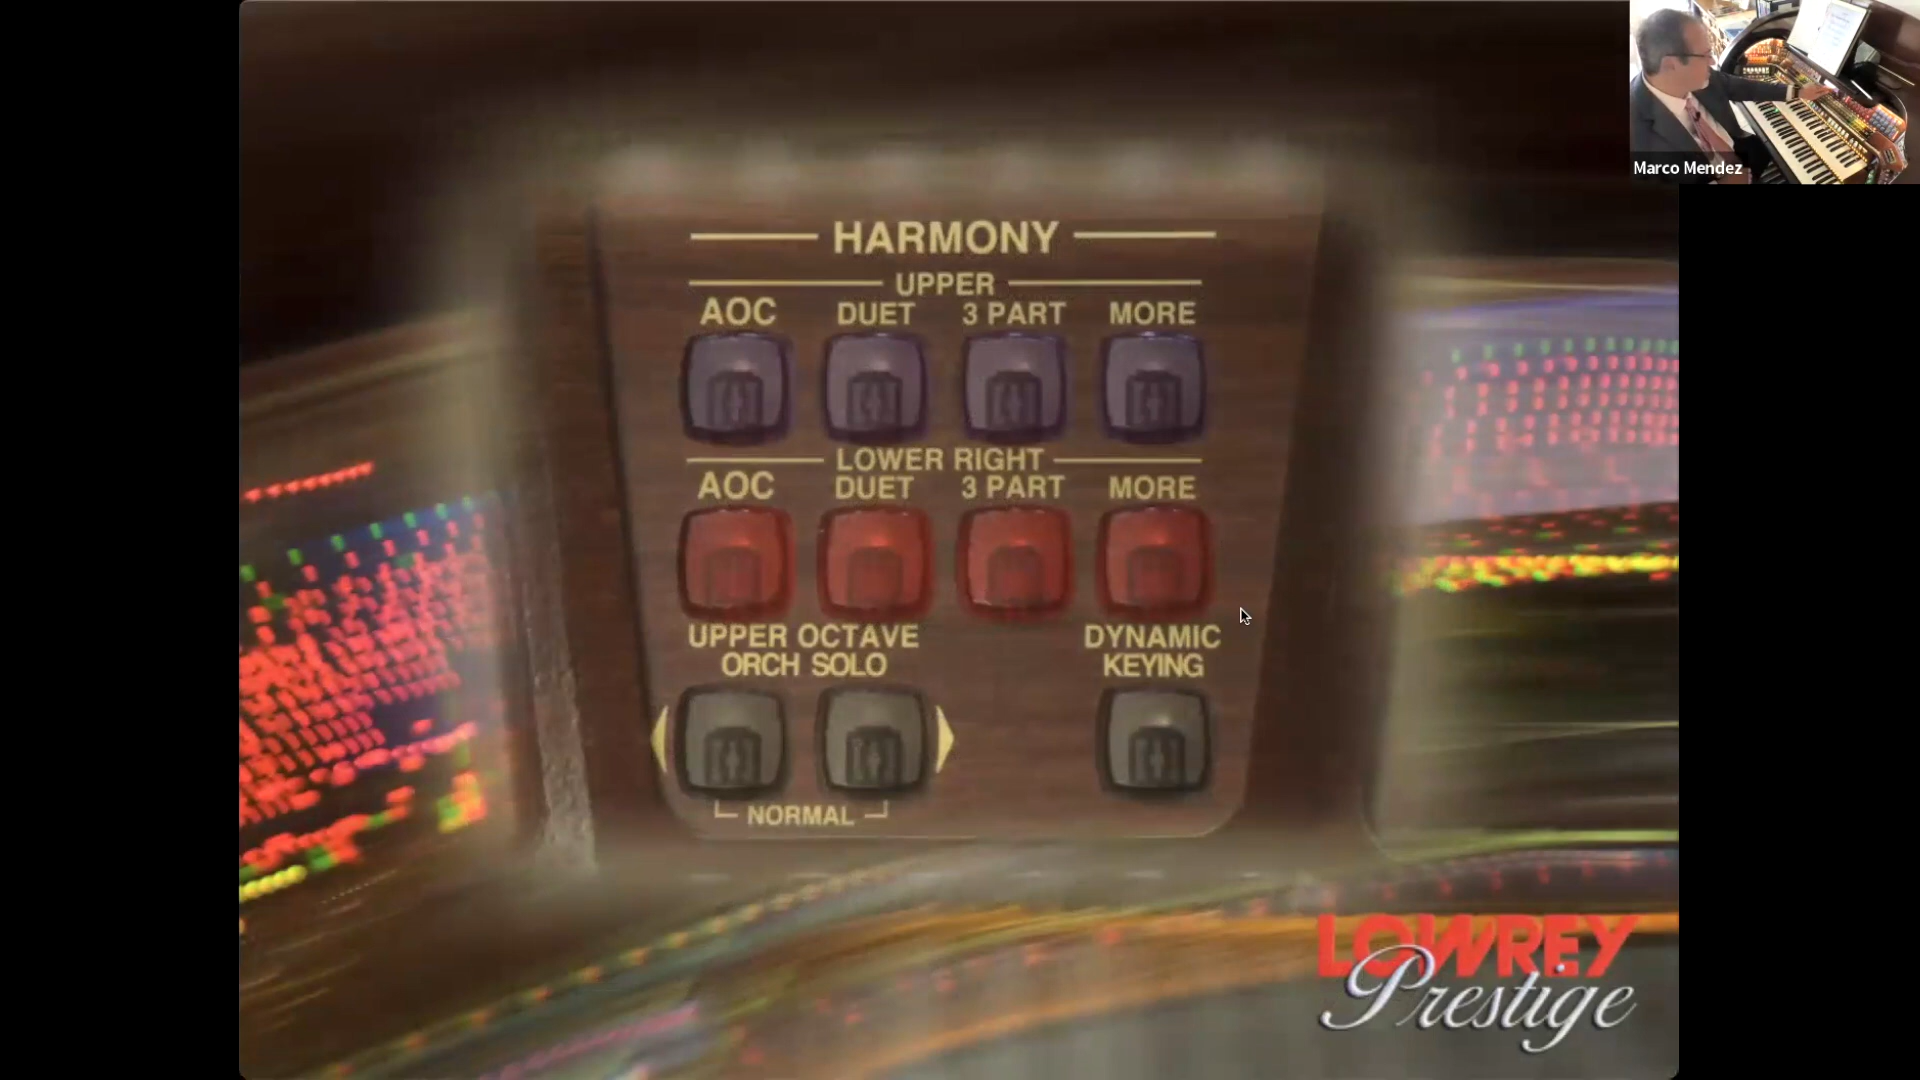 Marco Mendez
HARMONY
UPPER
AOC DUET 3 PART MORE
LOWER RIGHT
AOC DUET 3 PART MORE
UPPER OCTAVE DYNAMIC
ORCH SOLO KEYING
NORMAL
LOWREY
Prestige